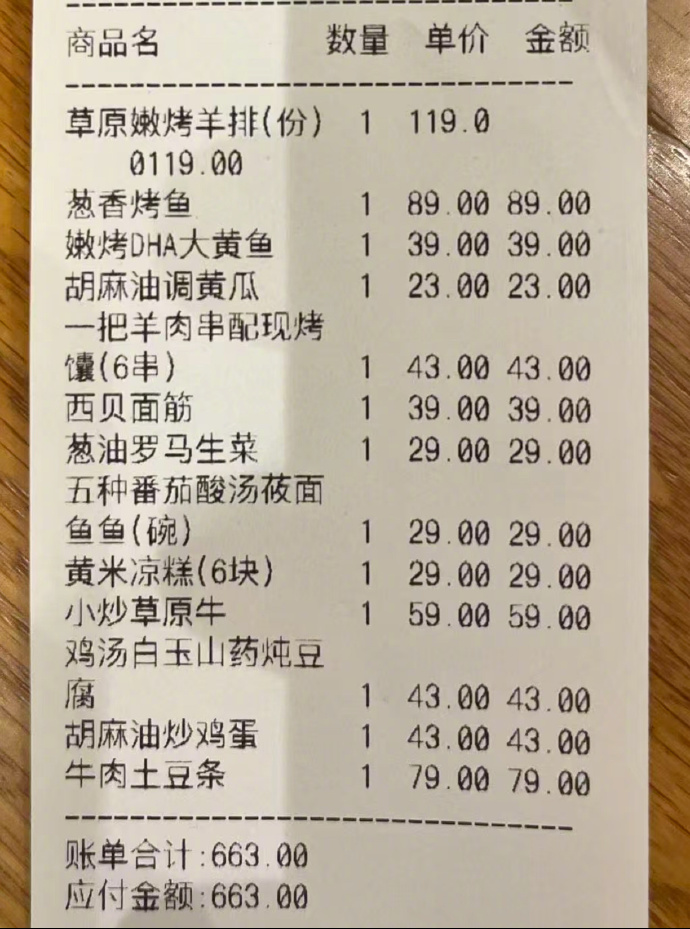 商品名 数量 单价 金额
草原嫩烤羊排(份) 1 119.0
0119.00
葱香烤鱼 1 89.00 89.00
嫩烤DHA大黄鱼 1 39.00 39.00
胡麻油调黄瓜 1 23.00 23.00
一把羊肉串配现烤
馕(6串) 1 43.00 43.00
西贝面筋 1 39.00 39.00
葱油罗马生菜 1 29.00 29.00
五种番茄酸汤莜面
鱼鱼(碗) 1 29.00 29.00
黄米凉糕(6块) 1 29.00 29.00
小炒草原牛 1 59.00 59.00
鸡汤白玉山药炖豆
腐 1 43.00 43.00
胡麻油炒鸡蛋 1 43.00 43.00
牛肉土豆条 1 79.00 79.00
账单合计:663.00
应付金额:663.00